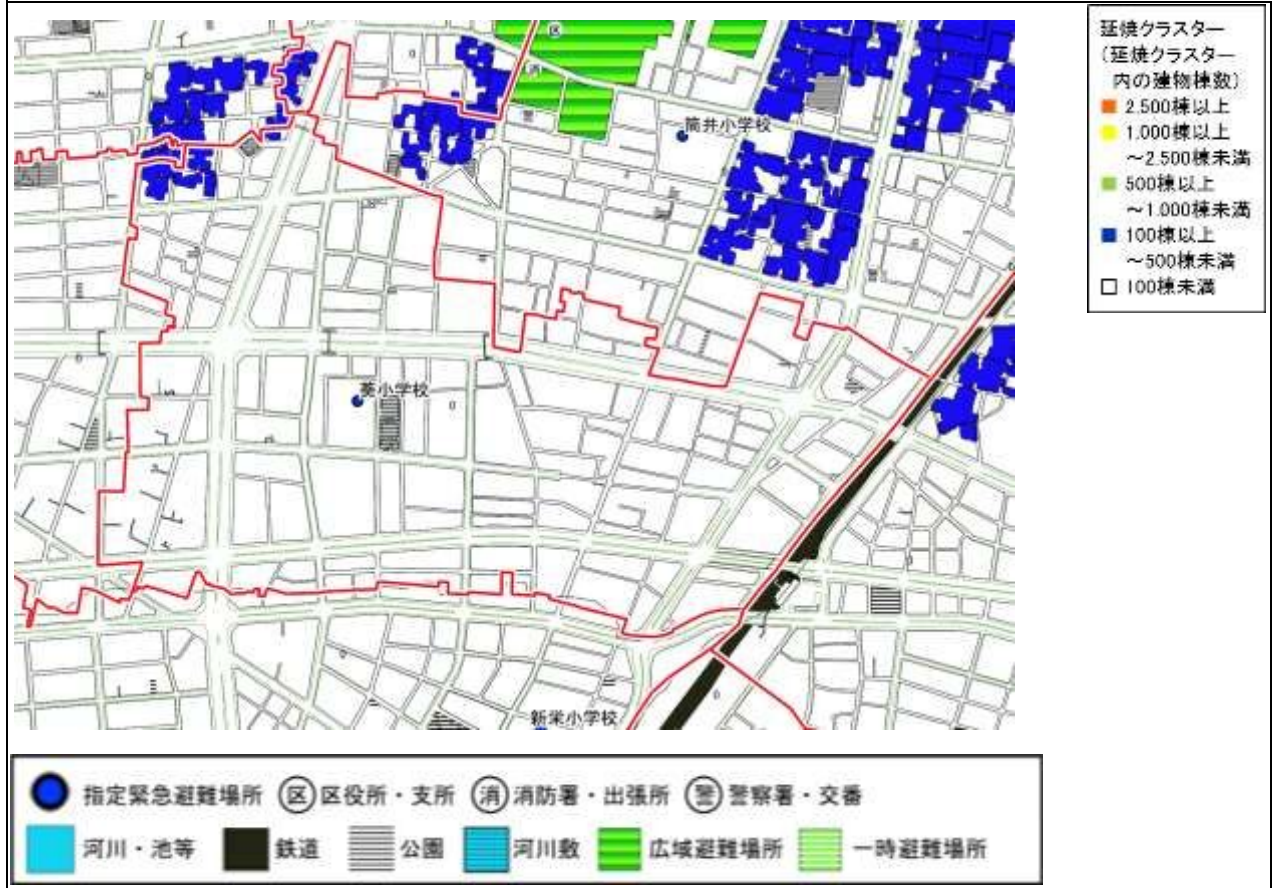 延焼クラスター
（延焼クラスター
内の建物棟数）
2.500棟以上
1.000棟以上
～2.500棟未満
500棟以上
～1.000棟未満
100棟以上
～500棟未満
100棟未満
区
消
筒井小学校
葵小学校
新栄小学校
指定緊急避難場所 区 区役所・支所 消 消防署・出張所 警 警察署・交番
河川・池等 鉄道 公園 河川敷 広域避難場所 一時避難場所